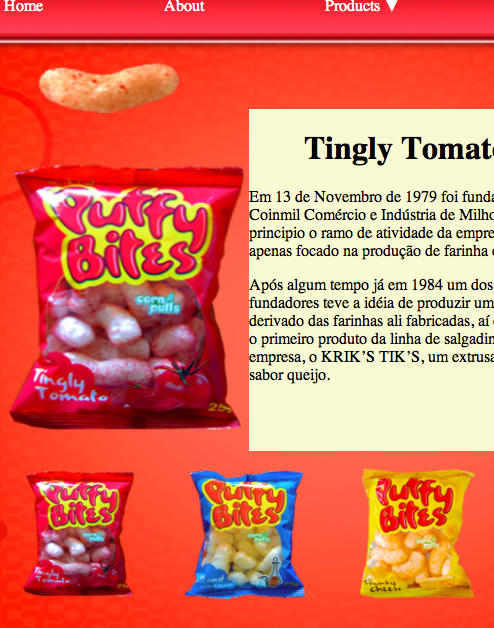 Home About Products ▼
Tingly Tomat
Puffy
Bites
corn
puffs
Tingly
Tomato
25g
Em 13 de Novembro de 1979 foi funda
Coinmil Comércio e Indústria de Milho
principio o ramo de atividade da empre
apenas focado na produção de farinha
Após algum tempo já em 1984 um dos
fundadores teve a idéia de produzir um
derivado das farinhas ali fabricadas, aí
o primeiro produto da linha de salgadin
empresa, o KRIK'S TIK'S, um extrusa
sabor queijo.
Puffy
Bites
corn
puffs
Tingly
Tomato
Puffy
Bites
corn
puffs
Puffy
Bites
corn
puffs
cheese